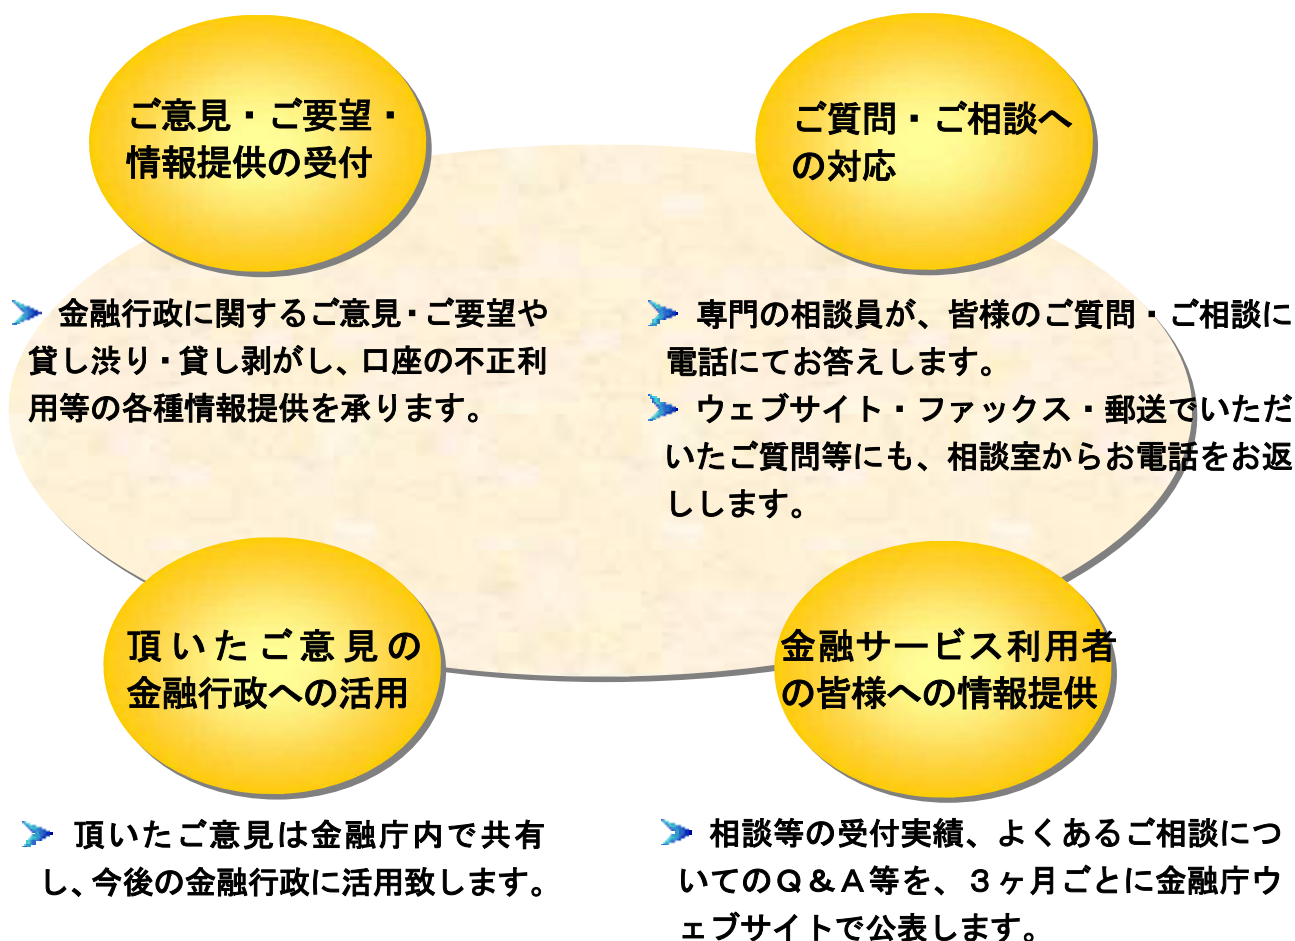 ご意見・ご要望・
情報提供の受付
金融行政に関するご意見・ご要望や
貸し渋り・貸し剥がし、口座の不正利
用等の各種情報提供を承ります。
ご質問・ご相談へ
の対応
専門の相談員が、皆様のご質問・ご相談に
電話にてお答えします。
ウェブサイト・ファックス・郵送でいただ
いたご質問等にも、相談室からお電話をお返
しします。
頂いたご意見の
金融行政への活用
頂いたご意見は金融庁内で共有
し、今後の金融行政に活用致します。
金融サービス利用者
の皆様への情報提供
相談等の受付実績、よくあるご相談につ
いてのＱ＆Ａ等を、３ヶ月ごとに金融庁ウ
ェブサイトで公表します。